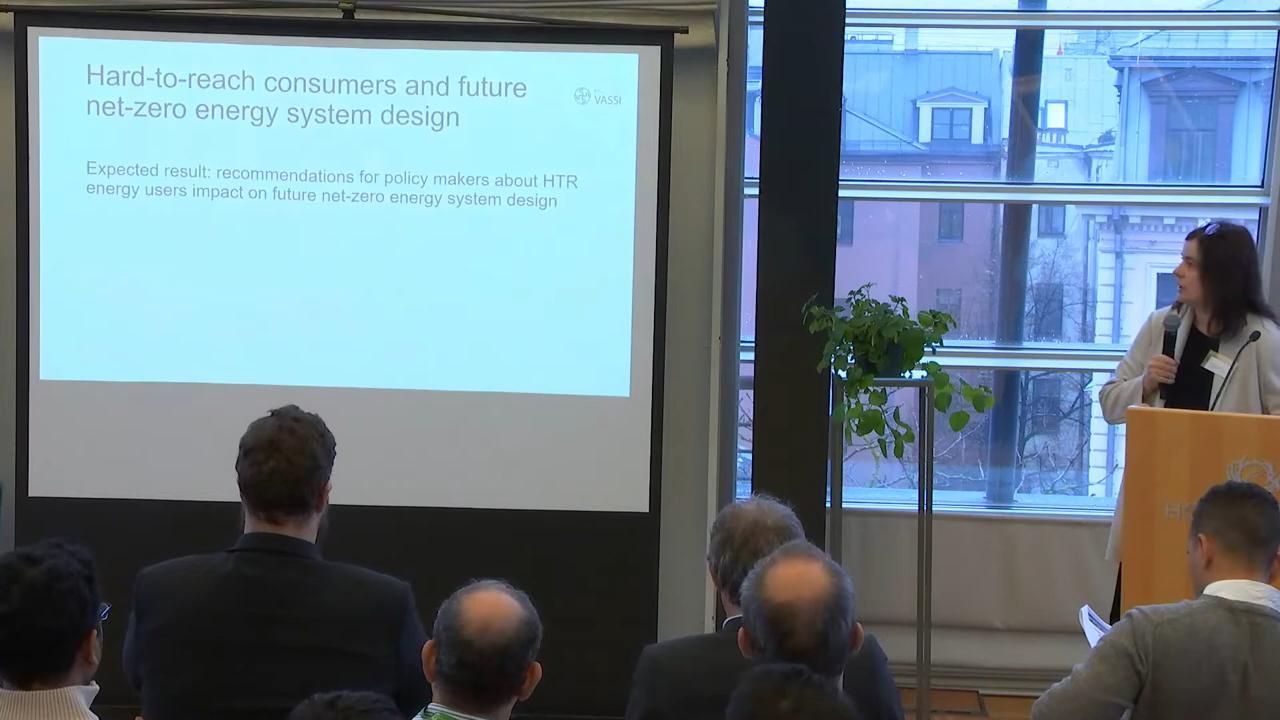 Hard-to-reach consumers and future
net-zero energy system design
VASSI
Expected result: recommendations for policy makers about HTR
energy users impact on future net-zero energy system design